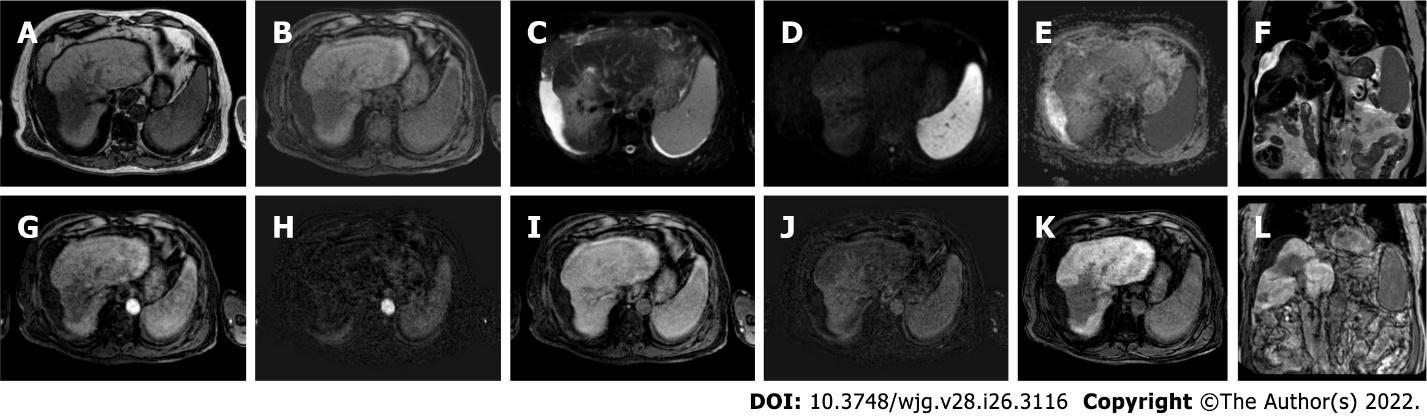 A B C D E F
G H I J K L
DOI: 10.3748/wjg.v28.i26.3116 Copyright ©The Author(s) 2022.